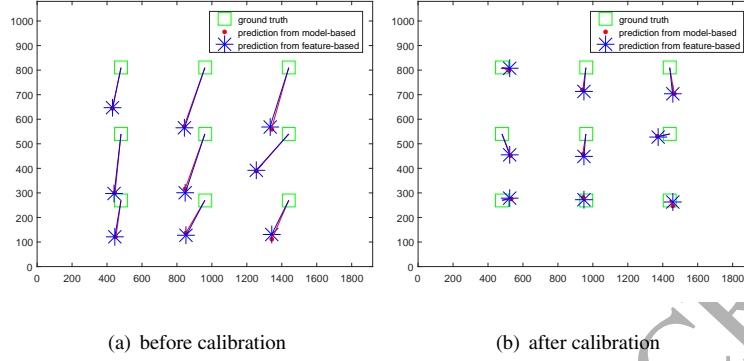 ground truth
prediction from model-based
prediction from feature-based
1000
900
800
700
600
500
400
300
200
100
0
0 200 400 600 800 1000 1200 1400 1600 1800
(a) before calibration
ground truth
prediction from model-based
prediction from feature-based
1000
900
800
700
600
500
400
300
200
100
0
0 200 400 600 800 1000 1200 1400 1600 1800
(b) after calibration